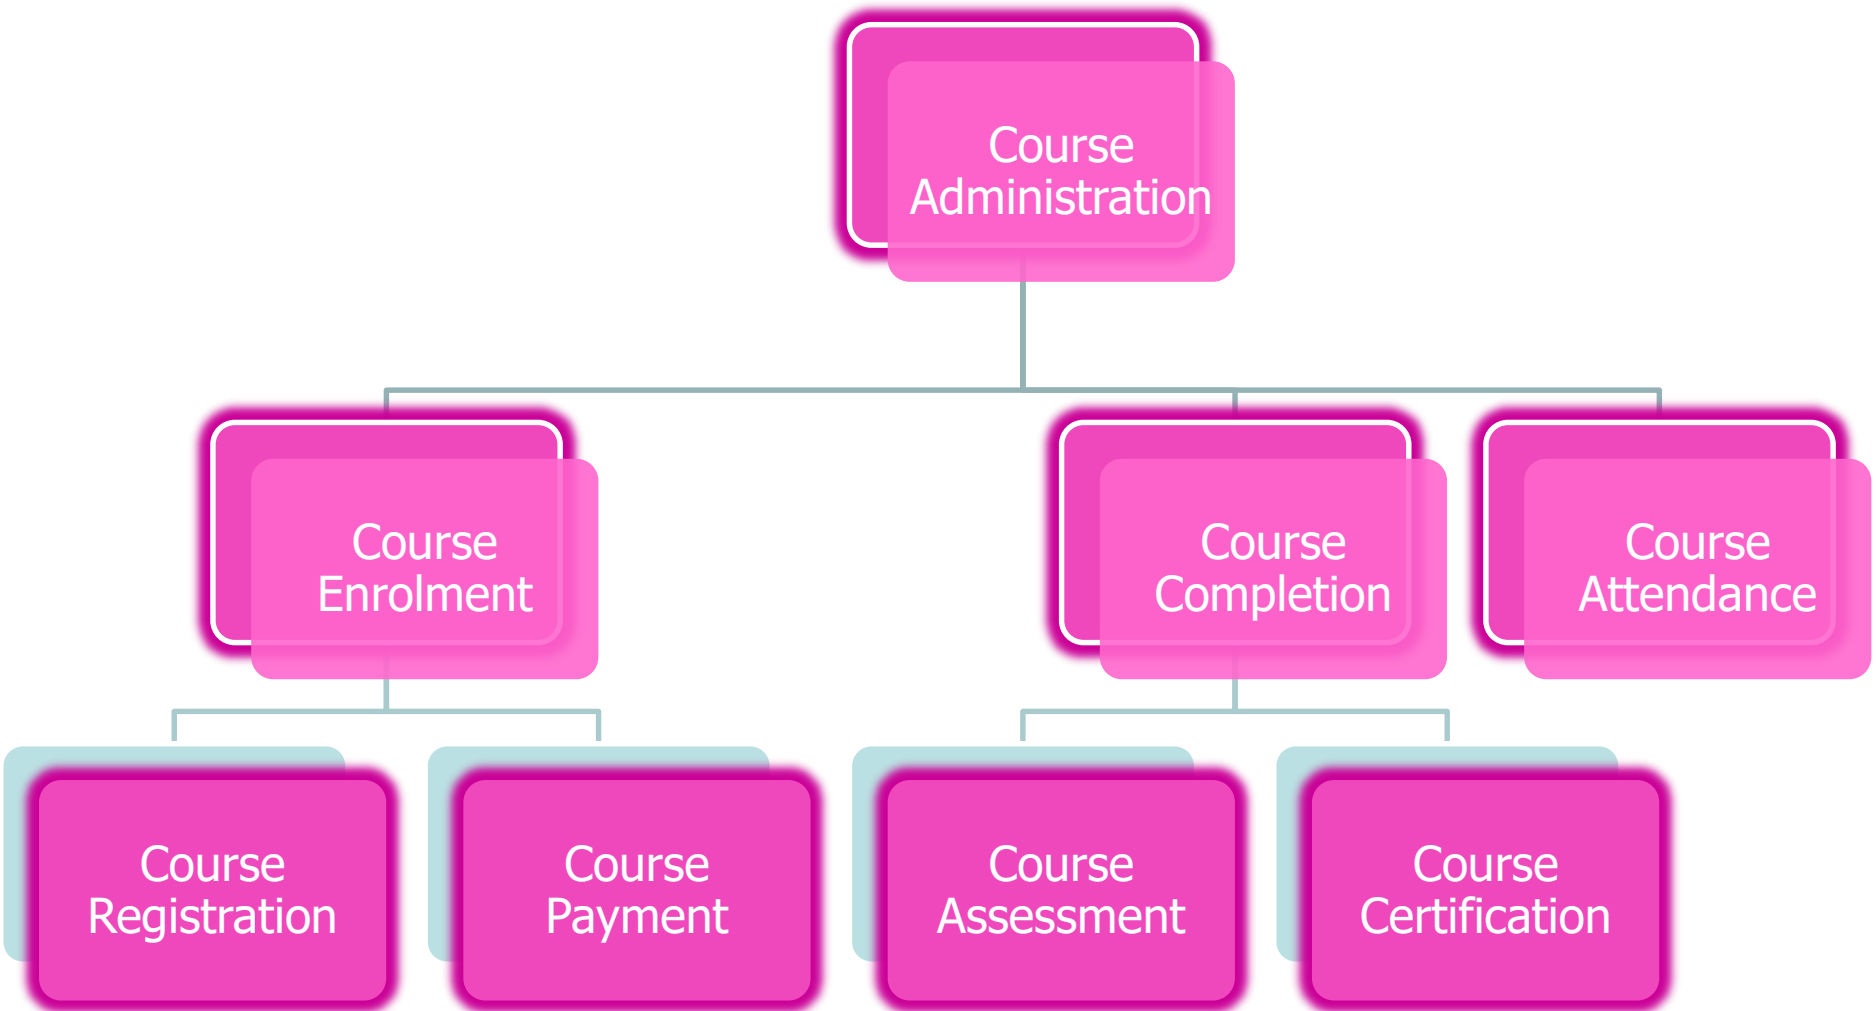 Course
Administration
Course
Enrolment
Course
Completion
Course
Attendance
Course
Registration
Course
Payment
Course
Assessment
Course
Certification